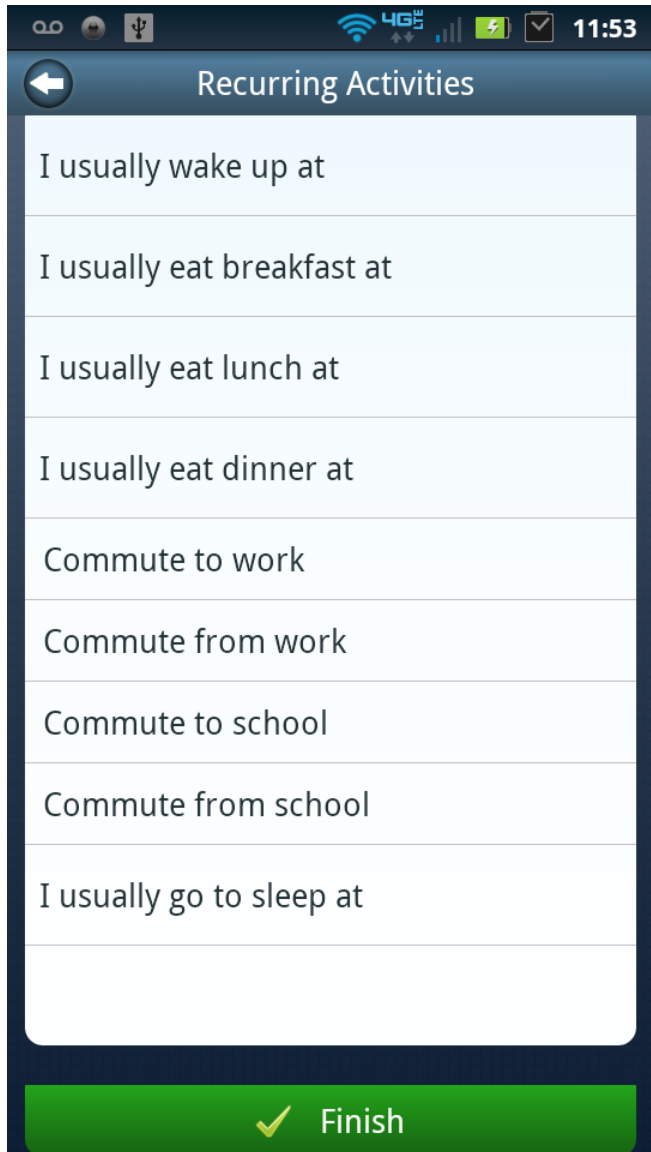 4G LTE 11:53
Recurring Activities
I usually wake up at
I usually eat breakfast at
I usually eat lunch at
I usually eat dinner at
Commute to work
Commute from work
Commute to school
Commute from school
I usually go to sleep at
Finish